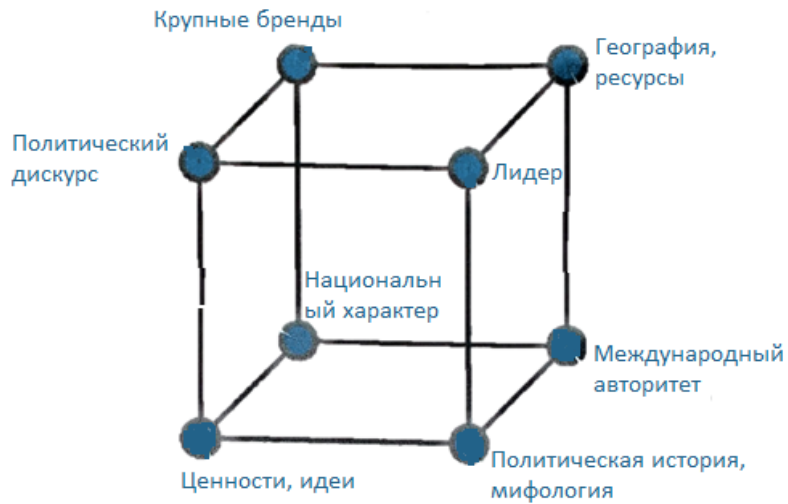 Крупные бренды
География,
ресурсы
Политический
дискурс
Лидер
Национальн
ый характер
Международный
авторитет
Ценности, идеи
Политическая история,
мифология